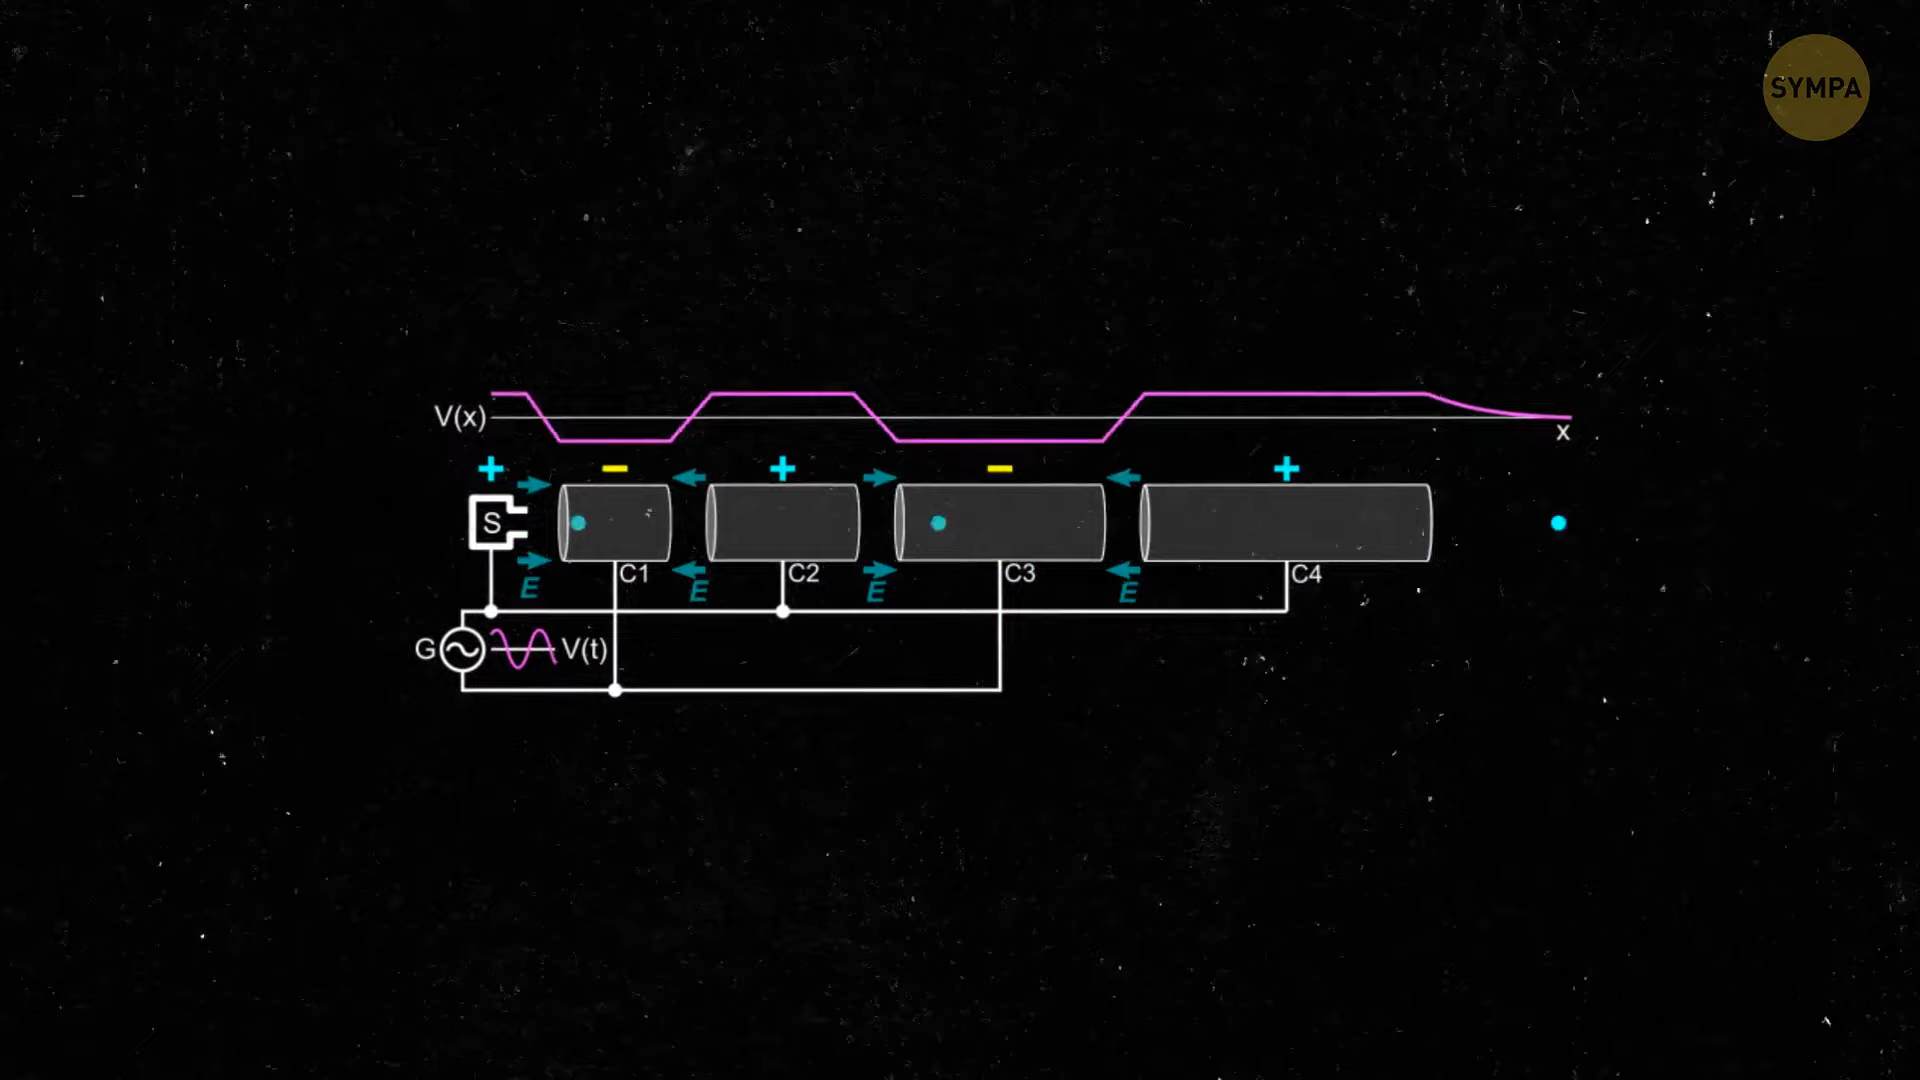 SYMPA
V(x)
x
+ − + − +
S
C1 C2 C3 C4
E E E E
G V(t)